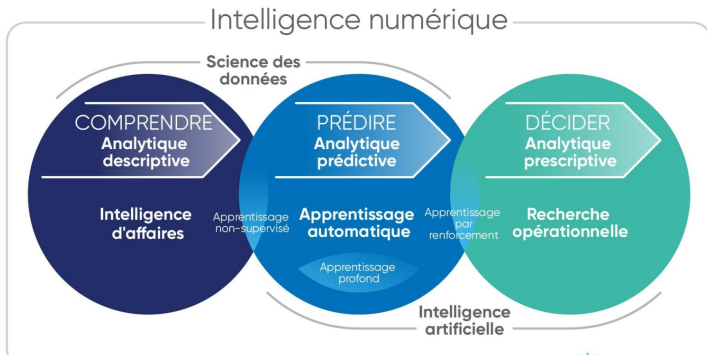 Intelligence numérique
Science des
données
COMPRENDRE
Analytique
descriptive
PRÉDIRE
Analytique
prédictive
DÉCIDER
Analytique
prescriptive
Intelligence
d'affaires
Apprentissage
non-supervisé
Apprentissage
automatique
Apprentissage
par
renforcement
Recherche
opérationnelle
Apprentissage
profond
Intelligence
artificielle